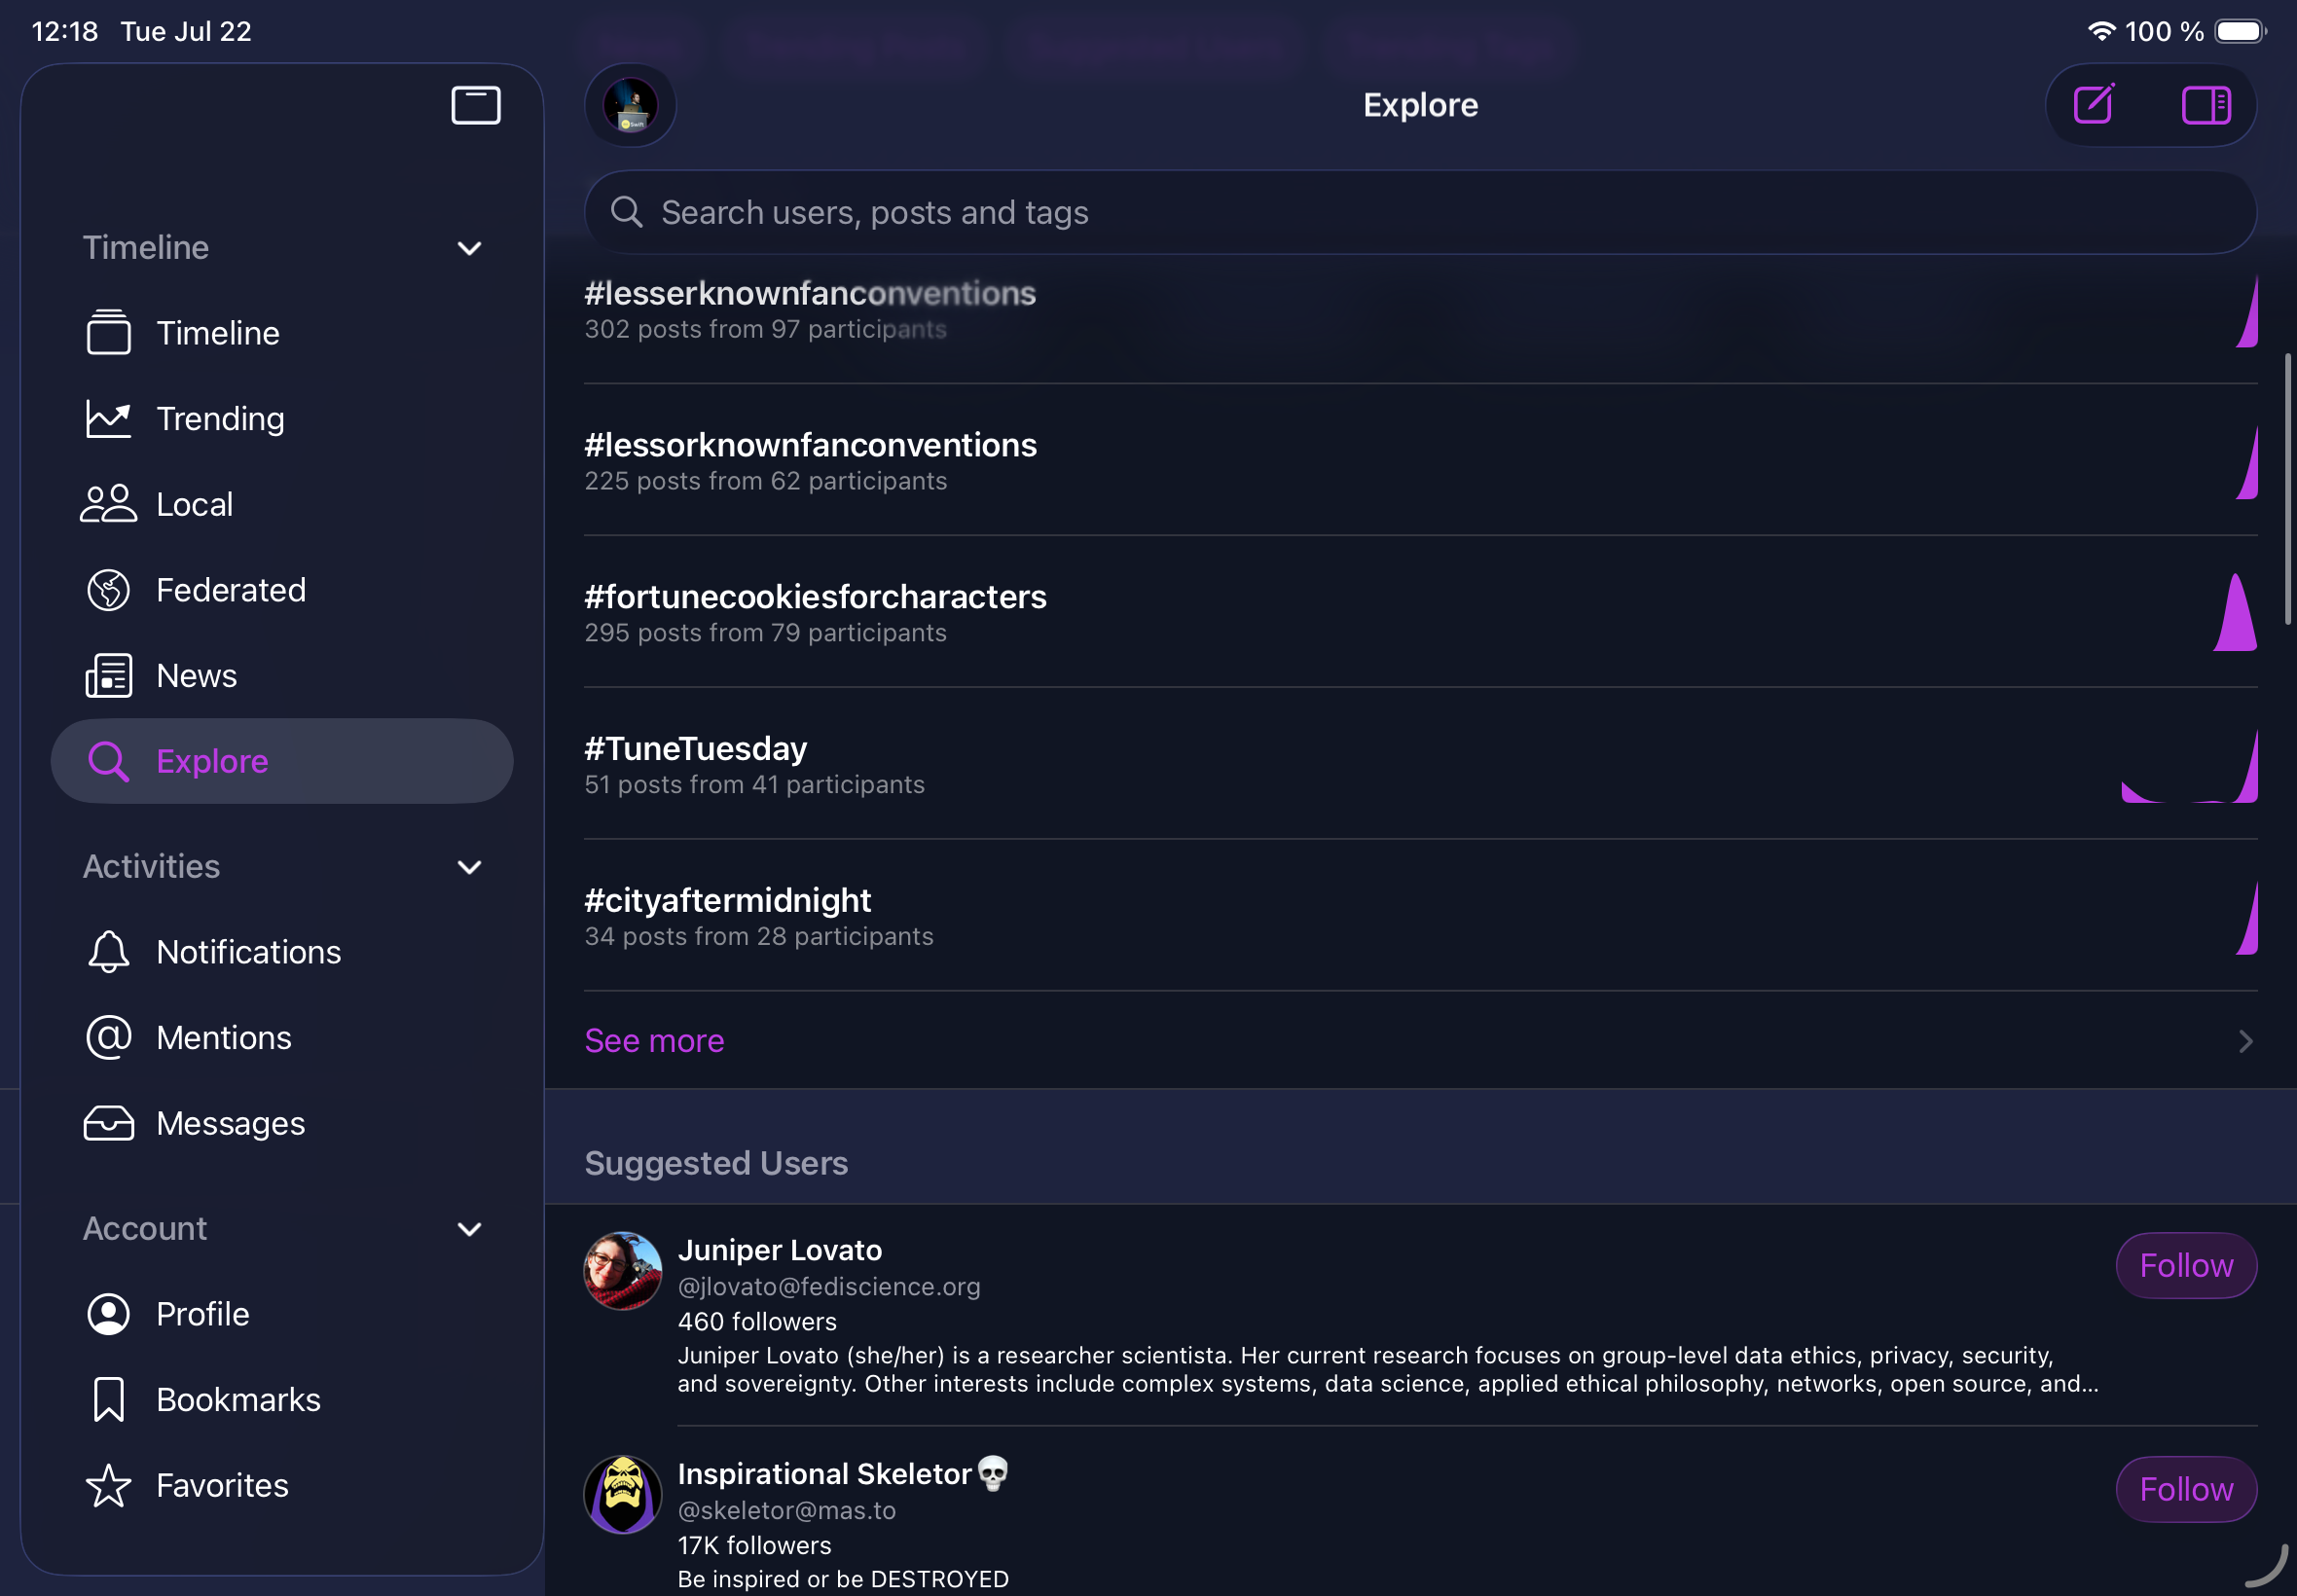 12:18 Tue Jul 22
100 %
Explore
Search users, posts and tags
Timeline
Timeline
Trending
Local
Federated
News
Explore
Activities
Notifications
Mentions
Messages
Account
Profile
Bookmarks
Favorites
#lesserknownfanconventions
302 posts from 97 participants
#lessorknownfanconventions
225 posts from 62 participants
#fortunecookiesforcharacters
295 posts from 79 participants
#TuneTuesday
51 posts from 41 participants
#cityaftermidnight
34 posts from 28 participants
See more
Suggested Users
Juniper Lovato
@jlovato@fediscience.org
460 followers
Juniper Lovato (she/her) is a researcher scientista. Her current research focuses on group-level data ethics, privacy, security,
and sovereignty. Other interests include complex systems, data science, applied ethical philosophy, networks, open source, and...
Follow
Inspirational Skeletor💀
@skeletor@mas.to
17K followers
Be inspired or be DESTROYED
Follow